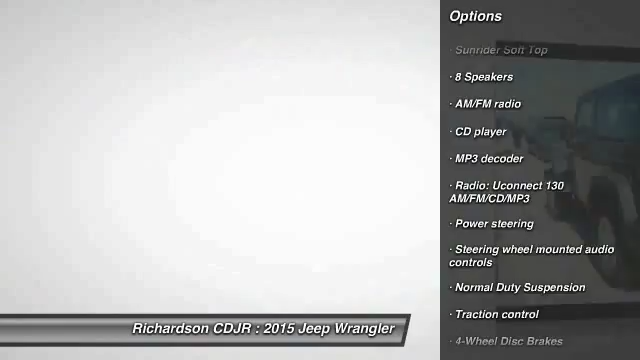 Options
· Sunrider Soft Top
· 8 Speakers
· AM/FM radio
· CD player
· MP3 decoder
· Radio: Uconnect 130
AM/FM/CD/MP3
· Power steering
· Steering wheel mounted audio
controls
· Normal Duty Suspension
· Traction control
· 4-Wheel Disc Brakes
Richardson CDJR : 2015 Jeep Wrangler